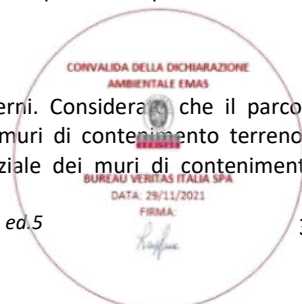 CONVALIDA DELLA DICHIARAZIONE
AMBIENTALE EMAS
erni. Considerato che il parco
muri di contenimento terreno
ziale dei muri di conteniment
BUREAU VERITAS ITALIA SPA
DATA: 29/11/2021
ed.5
FIRMA:
3